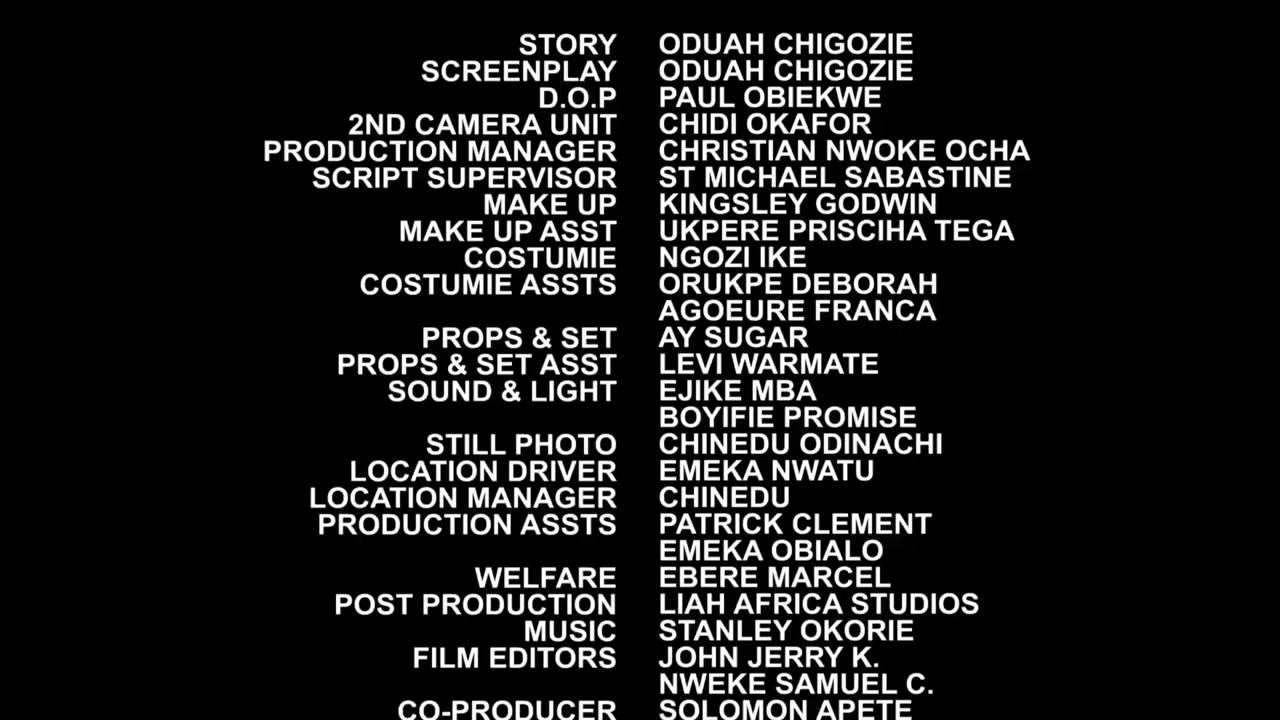 STORY ODUAH CHIGOZIE
SCREENPLAY ODUAH CHIGOZIE
D.O.P PAUL OBIEKWE
2ND CAMERA UNIT CHIDI OKAFOR
PRODUCTION MANAGER CHRISTIAN NWOKE OCHA
SCRIPT SUPERVISOR ST MICHAEL SABASTINE
MAKE UP KINGSLEY GODWIN
MAKE UP ASST UKPERE PRISCIHA TEGA
COSTUMIE NGOZI IKE
COSTUMIE ASSTS ORUKPE DEBORAH
AGOEURE FRANCA
PROPS & SET AY SUGAR
PROPS & SET ASST LEVI WARMATE
SOUND & LIGHT EJIKE MBA
BOYIFIE PROMISE
STILL PHOTO CHINEDU ODINACHI
LOCATION DRIVER EMEKA NWATU
LOCATION MANAGER CHINEDU
PRODUCTION ASSTS PATRICK CLEMENT
EMEKA OBIALO
WELFARE EBERE MARCEL
POST PRODUCTION LIAH AFRICA STUDIOS
MUSIC STANLEY OKORIE
FILM EDITORS JOHN JERRY K.
NWEKE SAMUEL C.
CO-PRODUCER SOLOMON APETE